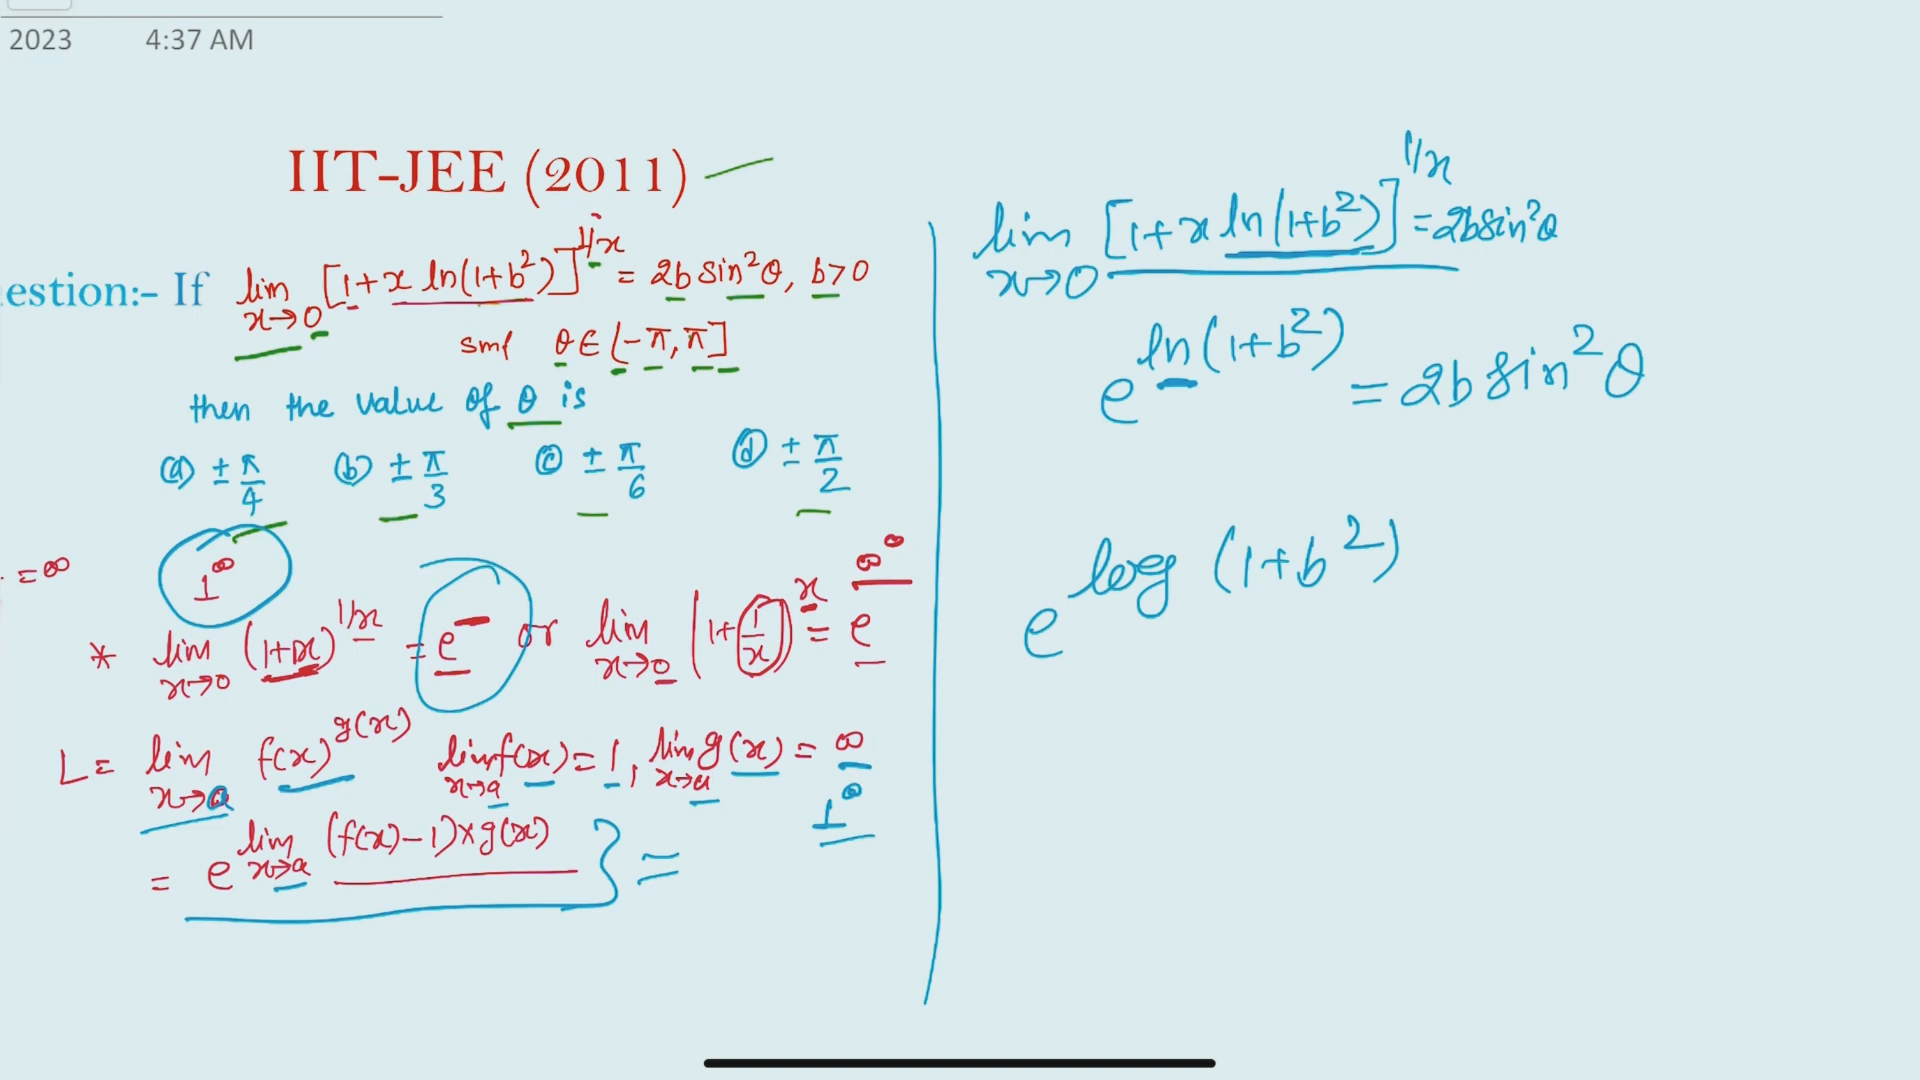 2023 4:37 AM
IIT-JEE (2011)
estion:- If lim x→0 [1+x ln(1+b²)]^1/x = 2b sin²θ, b>0
θ∈(-π,π]
then the value of θ is
(a) ±π/4 (b) ±π/3 (c) ±π/6 (d) ±π/2
=∞ 1^∞
* lim x→0 (1+x)^1/x = e or lim x→0 (1+1/x)^x = e ∞^∞
L= lim x→a f(x)^g(x) lim x→a f(x)=1, lim x→a g(x)=∞
1^∞
= e^lim x→a (f(x)-1)×g(x) } =
lim x→0 [1+x ln(1+b²)]^1/x = 2bsin²θ
e^ln(1+b²) = 2b sin²θ
e^log(1+b²)